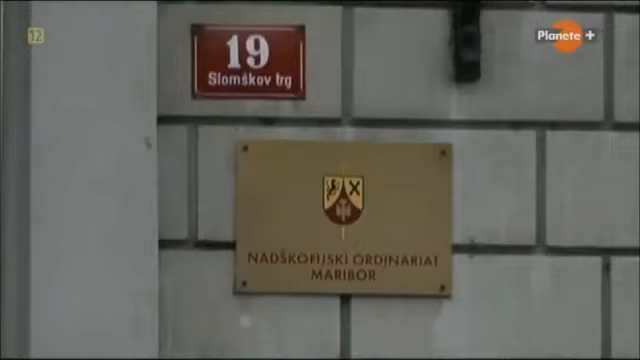 12
Planete +
19
Slomškov trg
NADŠKOFIJSKI ORDINARIAT
MARIBOR